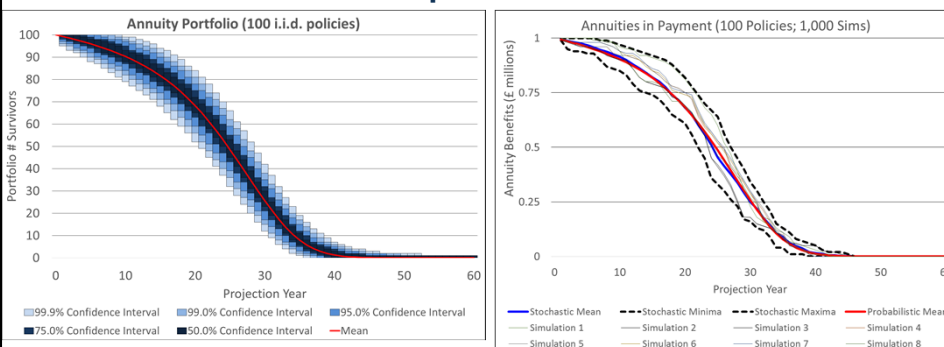 Annuity Portfolio (100 i.i.d. policies)
100
90
80
70
60
50
40
30
20
10
0
Portfolio # Survivors
0 10 20 30 40 50 60
Projection Year
99.9% Confidence Interval 99.0% Confidence Interval 95.0% Confidence Interval
75.0% Confidence Interval 50.0% Confidence Interval Mean
Annuities in Payment (100 Policies; 1,000 Sims)
1
0.75
0.5
0.25
0
Annuity Benefits (£ millions)
0 10 20 30 40 50
Projection Year
Stochastic Mean Stochastic Minima Stochastic Maxima Probabilistic Mean
Simulation 1 Simulation 2 Simulation 3 Simulation 4
Simulation 5 Simulation 6 Simulation 7 Simulation 8